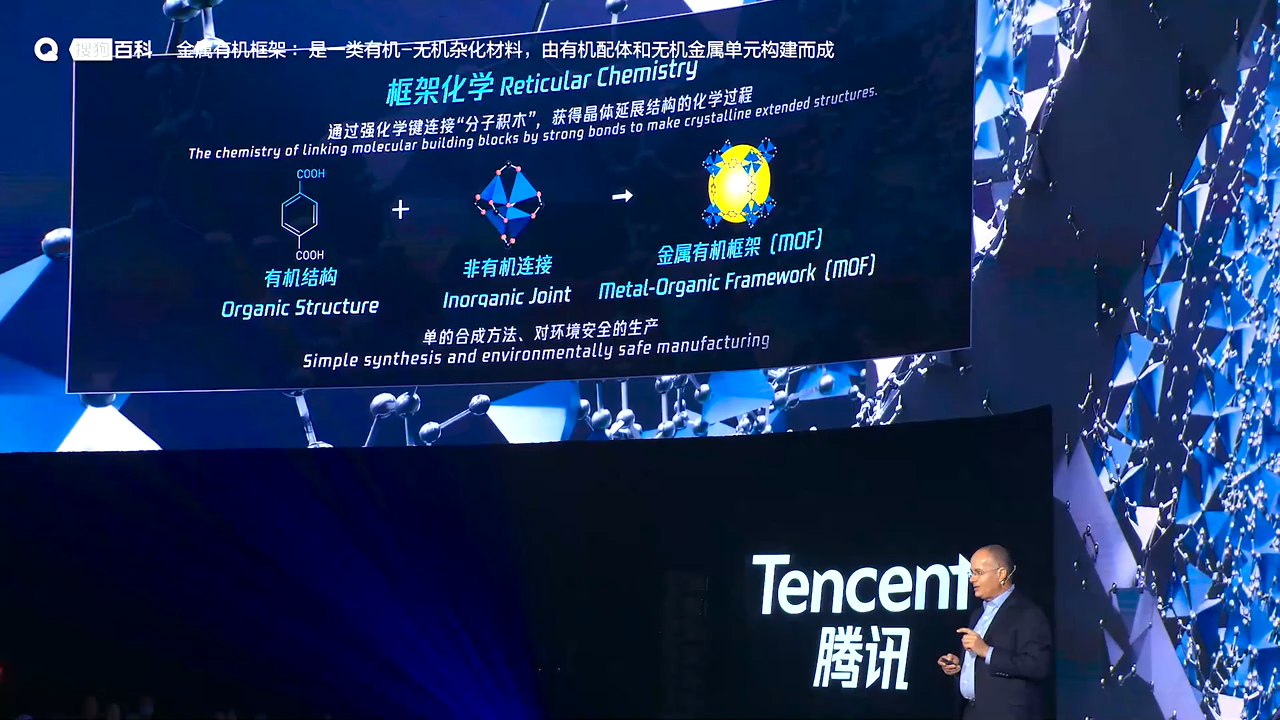 搜狗百科 金属有机框架：是一类有机-无机杂化材料，由有机配体和无机金属单元构建而成
框架化学 Reticular Chemistry
通过强化学键连接“分子积木”，获得晶体延展结构的化学过程
The chemistry of linking molecular building blocks by strong bonds to make crystalline extended structures.
COOH
+
COOH
有机结构
Organic Structure
非有机连接
Inorganic Joint
金属有机框架 (MOF)
Metal-Organic Framework (MOF)
单的合成方法、对环境安全的生产
Simple synthesis and environmentally safe manufacturing
Tencent
腾讯